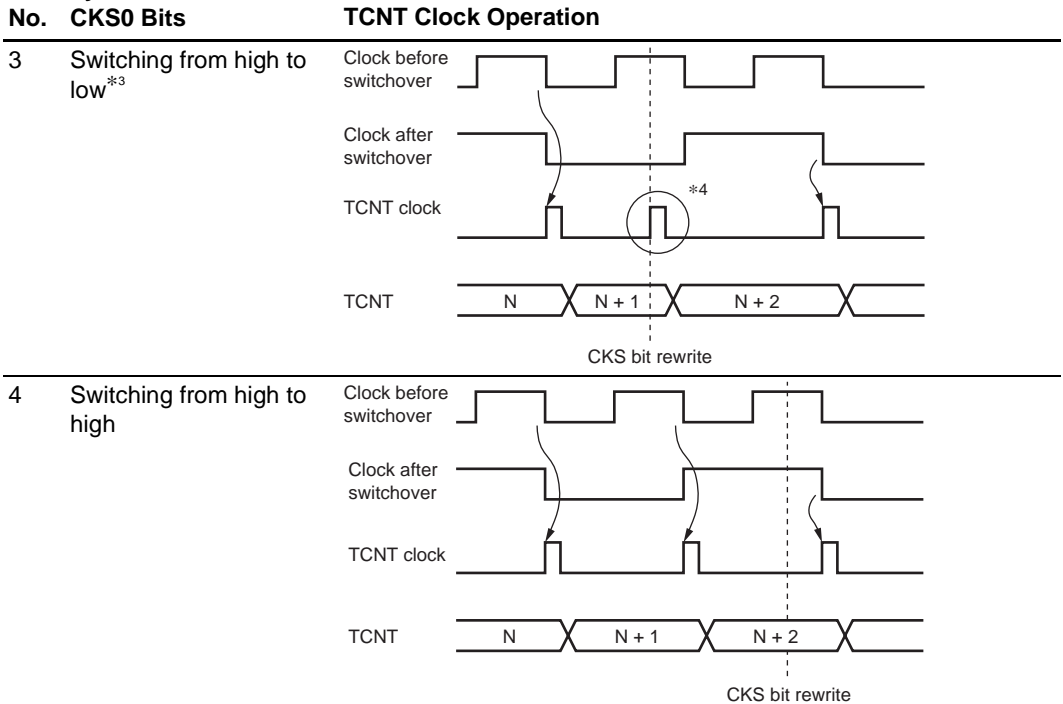 No. CKS0 Bits TCNT Clock Operation
3 Switching from high to low*3
Clock before switchover
Clock after switchover
TCNT clock
*4
TCNT N N + 1 N + 2
CKS bit rewrite
4 Switching from high to high
Clock before switchover
Clock after switchover
TCNT clock
TCNT N N + 1 N + 2
CKS bit rewrite